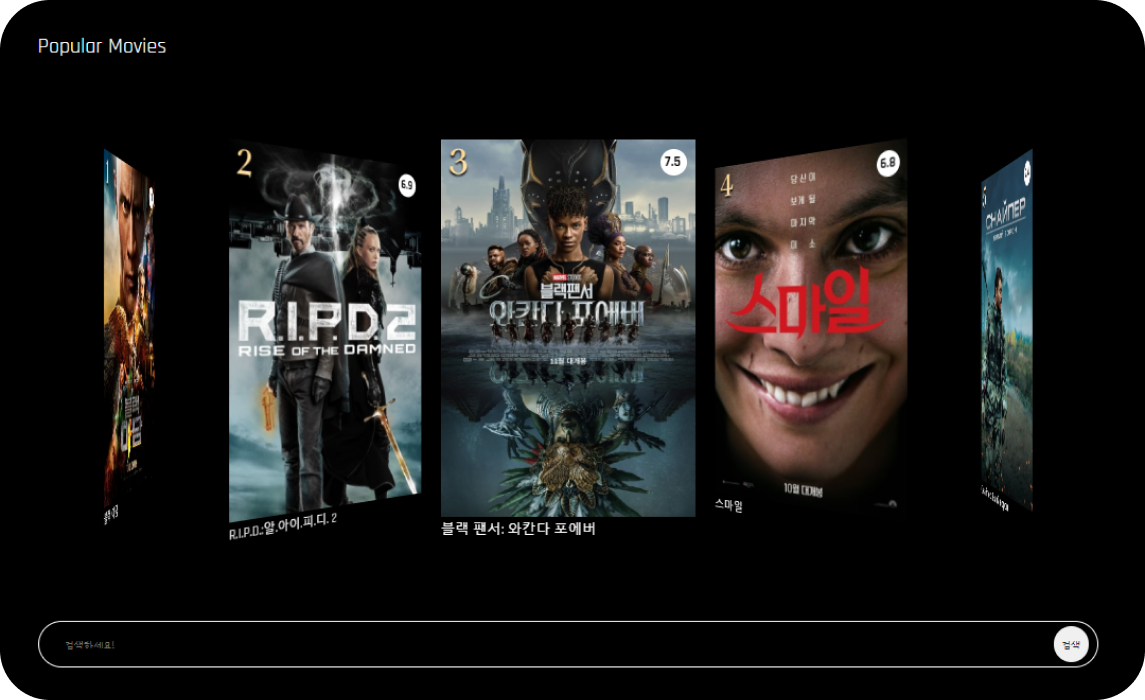 Popular Movies
1
2
6.9
R.I.P.D.2
RISE OF THE DAMNED
R.I.P.D.:알.아이.피.디. 2
3
7.5
MARVEL STUDIOS
블랙팬서
와칸다 포에버
11월 대개봉
블랙 팬서: 와칸다 포에버
4
6.8
당신이
보게 될
마지막
미 소
스마일
10월 대개봉
스마일
5
СНАЙПЕР
검색하세요!
검색